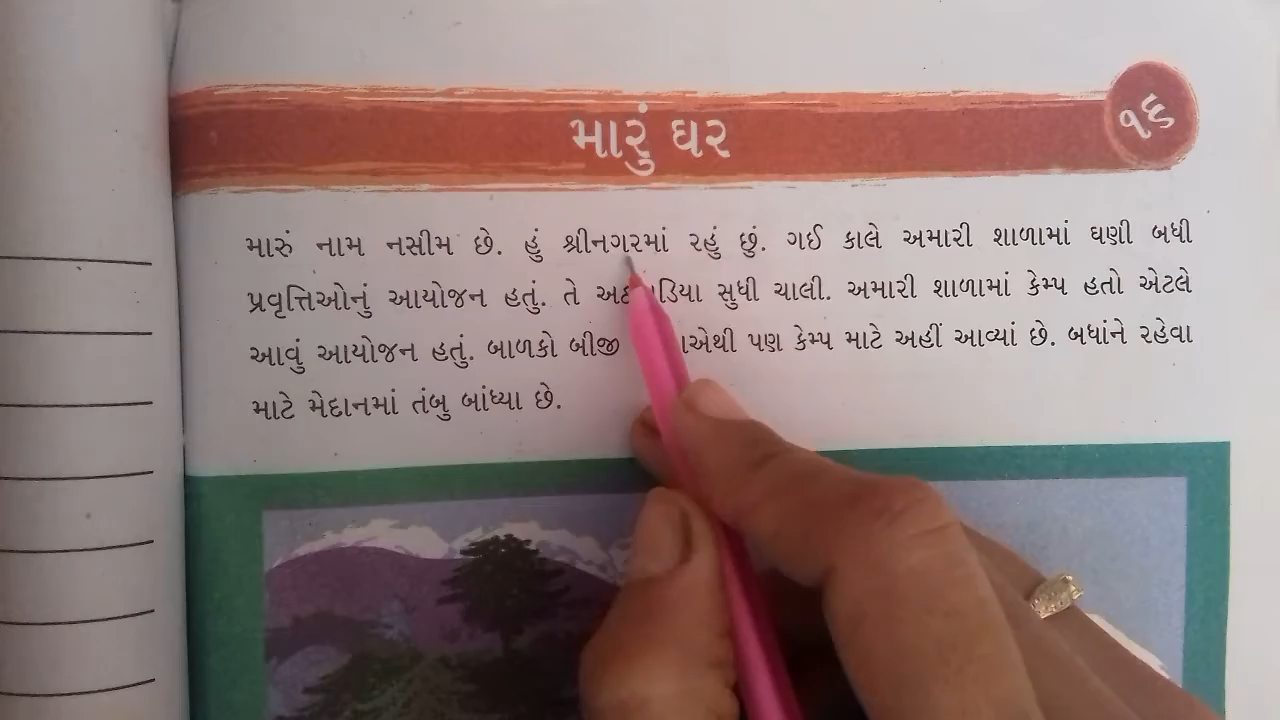 મારું ઘર
૧૬
મારું નામ નસીમ છે. હું શ્રીનગરમાં રહું છું. ગઈ કાલે અમારી શાળામાં ઘણી બધી
પ્રવૃત્તિઓનું આયોજન હતું. તે સુધી ચાલી. અમારી શાળામાં કેમ્પ હતો એટલે
આવું આયોજન હતું. બાળકો બીજી પણ કેમ્પ માટે અહીં આવ્યાં છે. બધાંને રહેવા
માટે મેદાનમાં તંબુ બાંધ્યા છે.